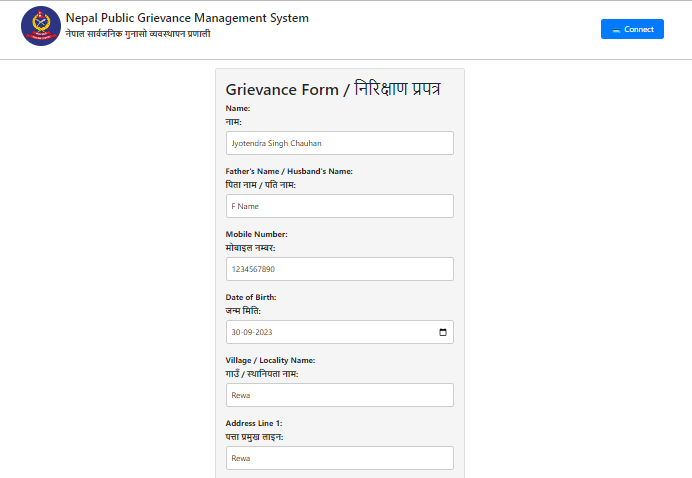 Nepal Public Grievance Management System
नेपाल सार्वजनिक गुनासो व्यवस्थापन प्रणाली
Connect
Grievance Form / निरिक्षाण प्रपत्र
Name:
नाम:
Jyotendra Singh Chauhan
Father's Name / Husband's Name:
पिता नाम / पति नाम:
F Name
Mobile Number:
मोबाइल नम्बर:
1234567890
Date of Birth:
जन्म मिति:
30-09-2023
Village / Locality Name:
गाउँ / स्थानियता नाम:
Rewa
Address Line 1:
पत्ता प्रमुख लाइन:
Rewa